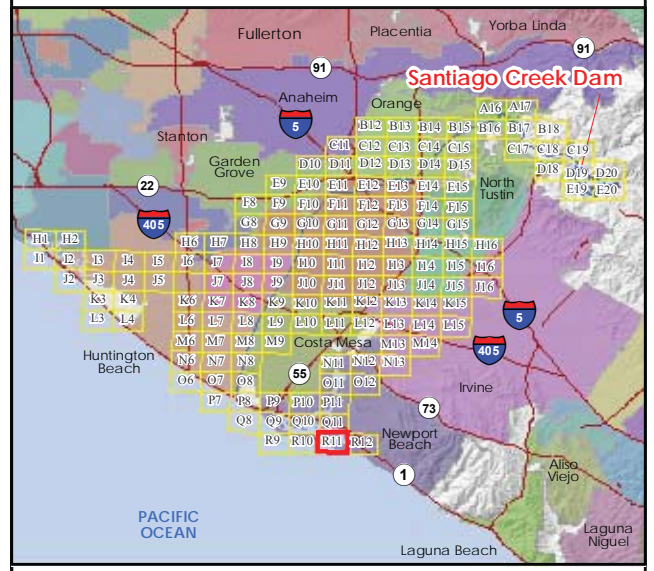 Yorba Linda
Placentia
Fullerton
91
91
Santiago Creek Dam
Anaheim
Orange
A16 A17
5
B12 B13 B14 B15 B16 B17 B18
Stanton
C11 C12 C13 C14 C15 C17 C18 C19
Garden
Grove
D10 D11 D12 D13 D14 D15 D18 D19 D20
22
E9 E10 E11 E12 E13 E14 E15 E19 E20
North
Tustin
F8 F9 F10 F11 F12 F13 F14 F15
405
G8 G9 G10 G11 G12 G13 G14 G15
H1 H2 H6 H7 H8 H9 H10 H11 H12 H13 H14 H15 H16
I1 I2 I3 I4 I5 I6 I7 I8 I9 I10 I11 I12 I13 I14 I15 I16
J2 J3 J4 J5 J7 J8 J9 J10 J11 J12 J13 J14 J15 J16
K3 K4 K6 K7 K8 K9 K10 K11 K12 K13 K14 K15
5
L3 L4 L6 L7 L8 L9 L10 L11 L12 L13 L14 L15
M6 M7 M8 M9 Costa Mesa M13 M14
405
Huntington
Beach
N6 N7 N8 N11 N12 N13
55
O6 O7 O8 O11 O12
Irvine
P7 P8 P9 P10 P11
73
Q8 Q9 Q10 Q11
R9 R10 R11 R12
Newport
Beach
1
Aliso
Viejo
PACIFIC
OCEAN
Laguna
Niguel
Laguna Beach